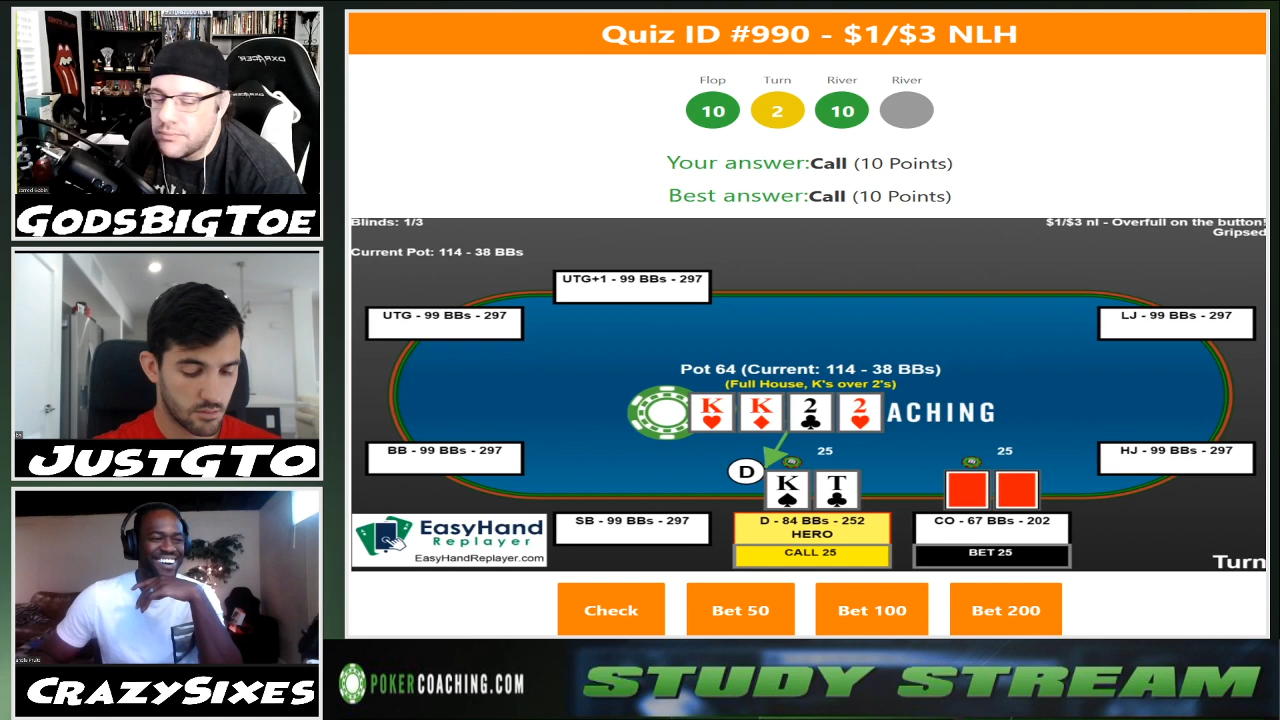 Quiz ID #990 - $1/$3 NLH
Flop
Turn
River
River
10
2
10
Your answer:Call (10 Points)
Best answer:Call (10 Points)
Blinds: 1/3
$1/$3 nl - Overfull on the button!
Gripsed
Current Pot: 114 - 38 BBs
UTG+1 - 99 BBs - 297
UTG - 99 BBs - 297
LJ - 99 BBs - 297
Pot 64 (Current: 114 - 38 BBs)
(Full House, K's over 2's)
K
K
2
2
ACHING
BB - 99 BBs - 297
25
25
HJ - 99 BBs - 297
D
K
T
EasyHand
Replayer
EasyHandReplayer.com
SB - 99 BBs - 297
D - 84 BBs - 252
HERO
CALL 25
CO - 67 BBs - 202
BET 25
Turn
Check
Bet 50
Bet 100
Bet 200
DXRACER
GodsBigToe
JustGTO
CrazySixes
POKERCOACHING.COM
STUDY STREAM